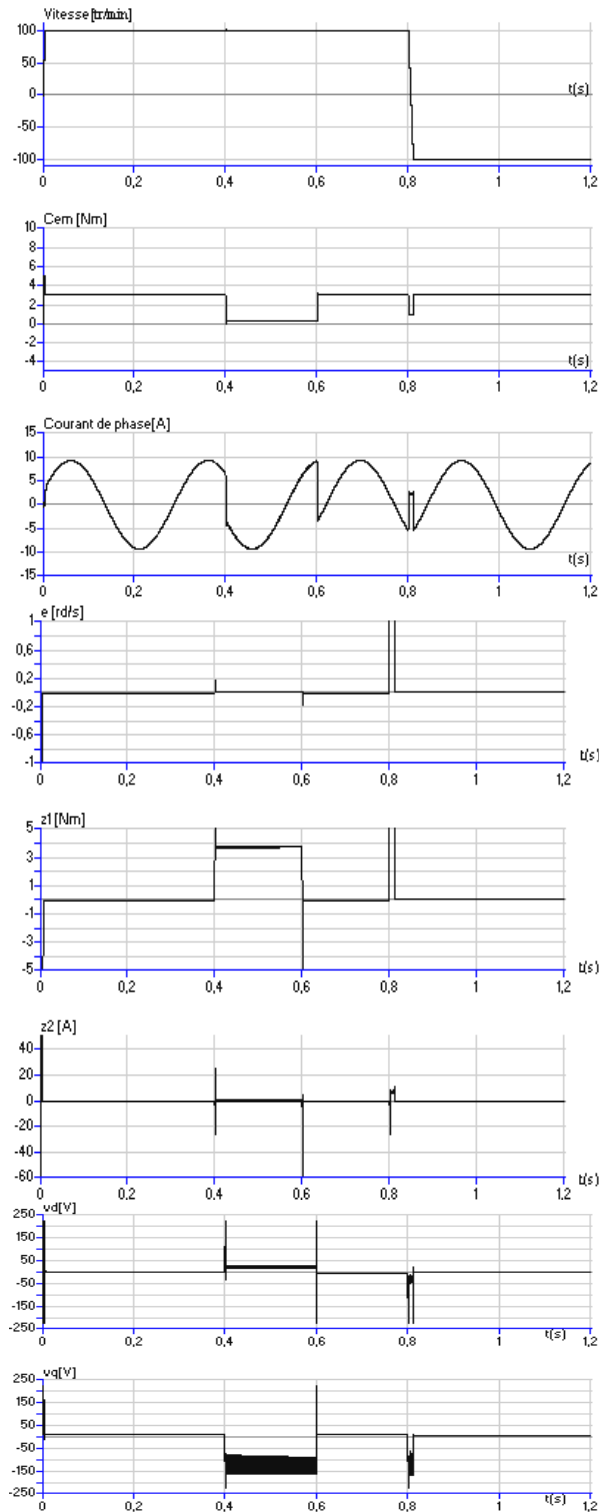 Vitesse[tr/min]
100
50
0
-50
-100
t(s)
0 0,2 0,4 0,6 0,8 1 1,2
Cem [Nm]
10
8
6
4
2
0
-2
-4
t(s)
0 0,2 0,4 0,6 0,8 1 1,2
Courant de phase[A]
15
10
5
0
-5
-10
-15
t(s)
0 0,2 0,4 0,6 0,8 1 1,2
e [rd/s]
1
0,6
0,2
-0,2
-0,6
-1
t(s)
0 0,2 0,4 0,6 0,8 1 1,2
z1[Nm]
5
3
1
-1
-3
-5
t(s)
0 0,2 0,4 0,6 0,8 1 1,2
z2 [A]
40
20
0
-20
-40
-60
t(s)
0 0,2 0,4 0,6 0,8 1 1,2
vd[V]
250
150
50
-50
-150
-250
t(s)
0 0,2 0,4 0,6 0,8 1 1,2
vq[V]
250
150
50
-50
-150
-250
t(s)
0 0,2 0,4 0,6 0,8 1 1,2